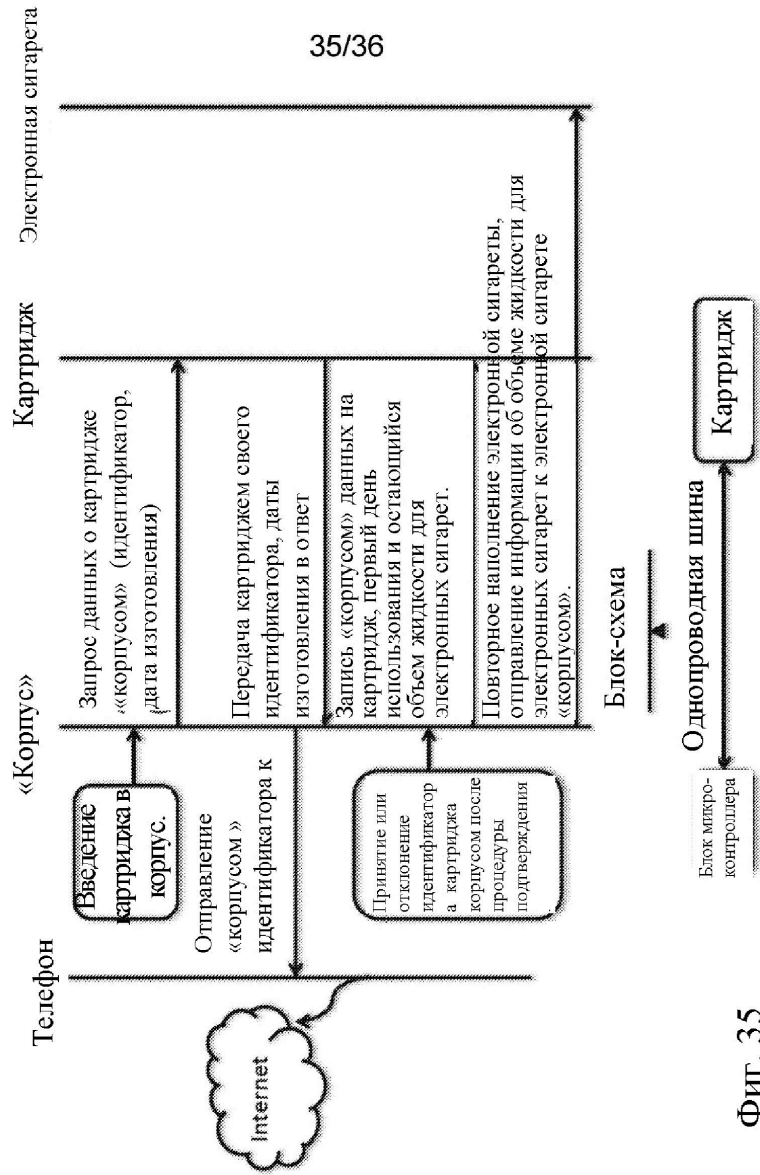 35/36
Телефон
«Корпус»
Картридж
Электронная сигарета
Введение
картриджа в
корпус.
Запрос данных о картридже
«корпусом» (идентификатор,
дата изготовления)
Отправление
«корпусом »
идентификатора к
Internet
Передача картриджем своего
идентификатора, даты
изготовления в ответ
Принятие или
отклонение
идентификатор
а картриджа
корпусом после
процедуры
подтверждения
Запись «корпусом» данных на
картридж, первый день
использования и остающийся
объем жидкости для
электронных сигарет.
Повторное наполнение электронной сигареты,
отправление информации об объеме жидкости для
электронных сигарет к электронной сигарете
«корпусом».
Блок-схема
Блок микро-
контроллера
Однопроводная шина
Картридж
Фиг. 35